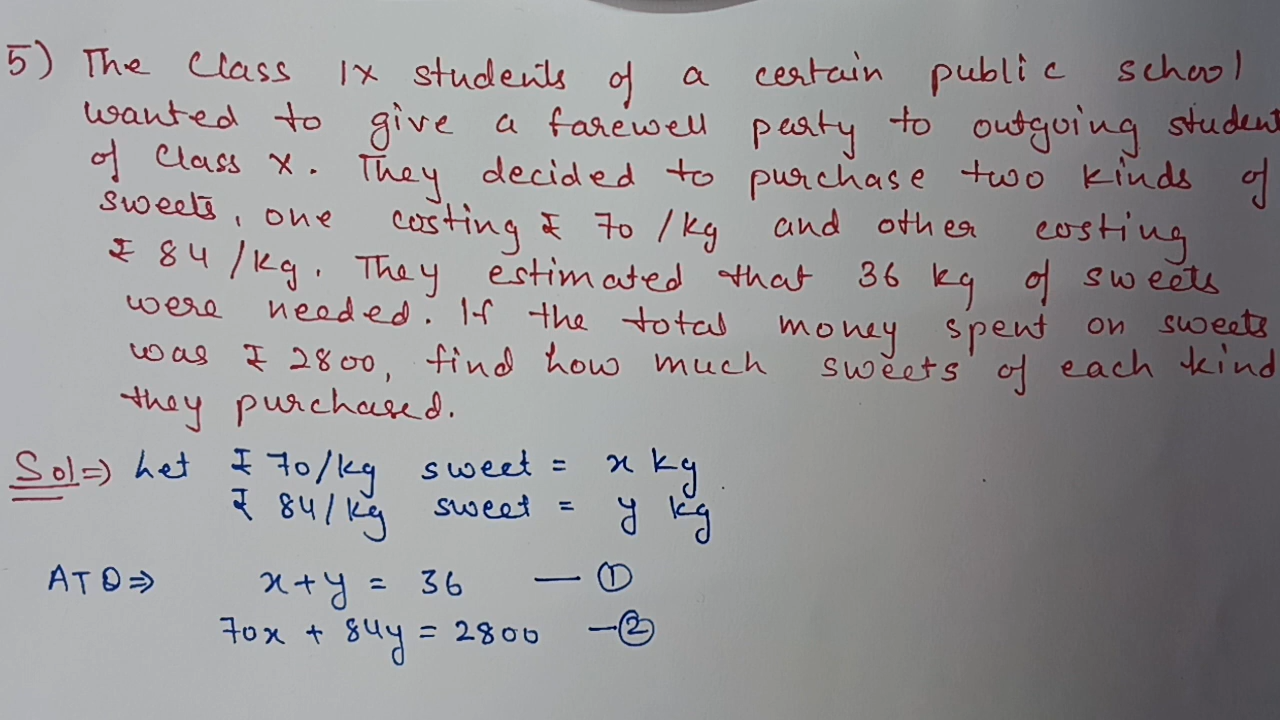 5) The Class IX students of a certain public school
wanted to give a farewell party to outgoing student
of Class X. They decided to purchase two kinds of
sweets, one costing ₹ 70 /kg and other costing
₹ 84 /kg. They estimated that 36 kg of sweets
were needed. If the total money spent on sweets
was ₹ 2800, find how much sweets of each kind
they purchased.
Sol⇒ Let ₹ 70/kg sweet = x kg
₹ 84/kg sweet = y kg
ATQ⇒ x+y = 36 — ①
70x + 84y = 2800 — ②